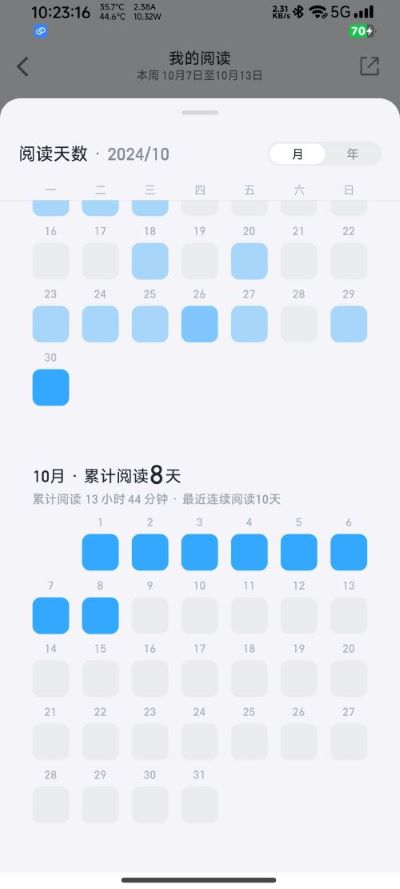 10:23:16 35.7°C 2.38A 2.31 5G
44.6°C 10.32W KB/s
70
我的阅读
本周 10月7日至10月13日
阅读天数 · 2024/10 月 年
一 二 三 四 五 六 日
16 17 18 19 20 21 22
23 24 25 26 27 28 29
30
10月 · 累计阅读8天
累计阅读 13 小时 44 分钟 · 最近连续阅读10天
1 2 3 4 5 6
7 8 9 10 11 12 13
14 15 16 17 18 19 20
21 22 23 24 25 26 27
28 29 30 31